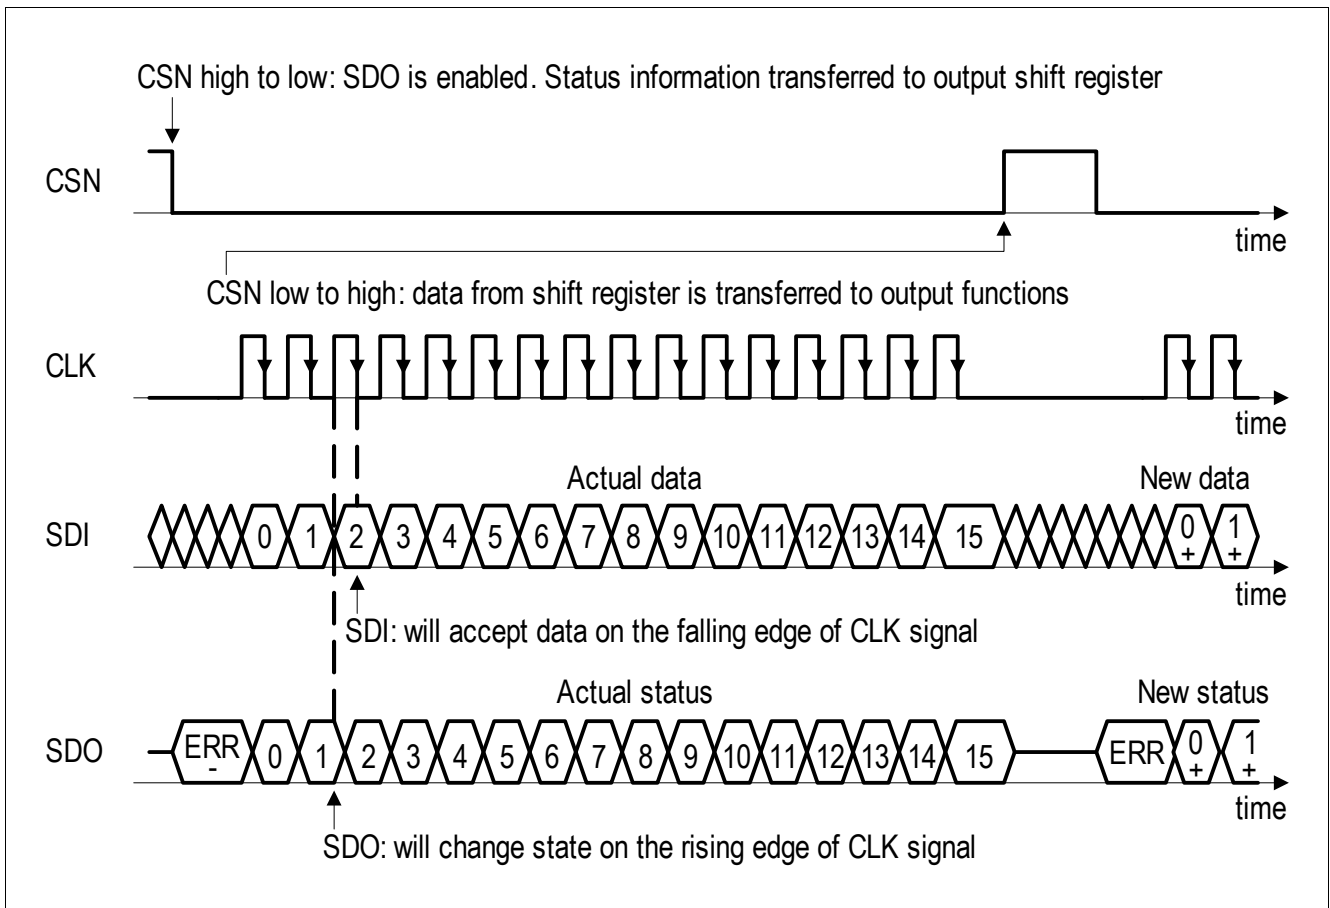 CSN high to low: SDO is enabled. Status information transferred to output shift register
CSN
time
CSN low to high: data from shift register is transferred to output functions
CLK
time
Actual data
New data
SDI
0 1 2 3 4 5 6 7 8 9 10 11 12 13 14 15 0 1
+ +
time
SDI: will accept data on the falling edge of CLK signal
Actual status
New status
SDO
ERR 0 1 2 3 4 5 6 7 8 9 10 11 12 13 14 15 ERR 0 1
- + +
time
SDO: will change state on the rising edge of CLK signal